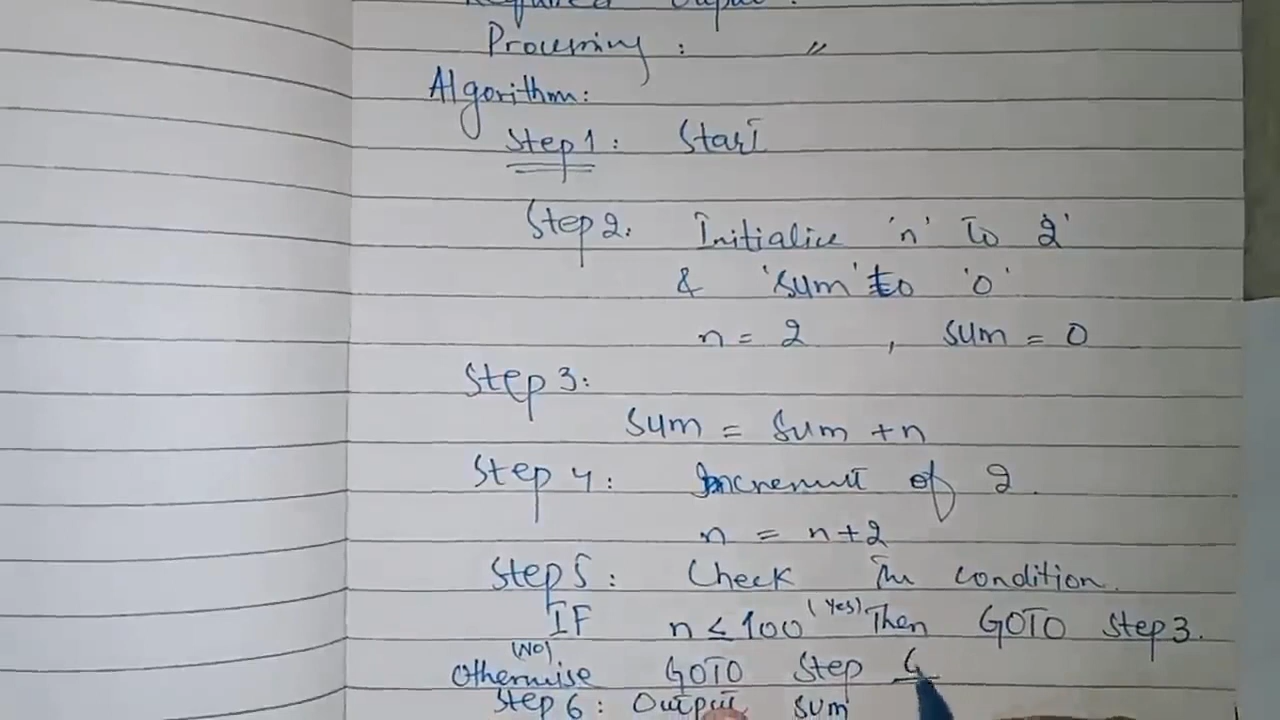 Required Output:
Processing : "
Algorithm:
Step 1 : Start
Step 2. Initialize 'n' to 2'
& 'sum' to '0'
n = 2 , sum = 0
Step 3:
sum = sum + n
Step 4 : Increment of 2.
n = n+2
Step 5 : Check The condition.
IF n ≤ 100 (Yes) Then GOTO Step 3.
(NO)
Otherwise GOTO Step 6
Step 6 : Output sum